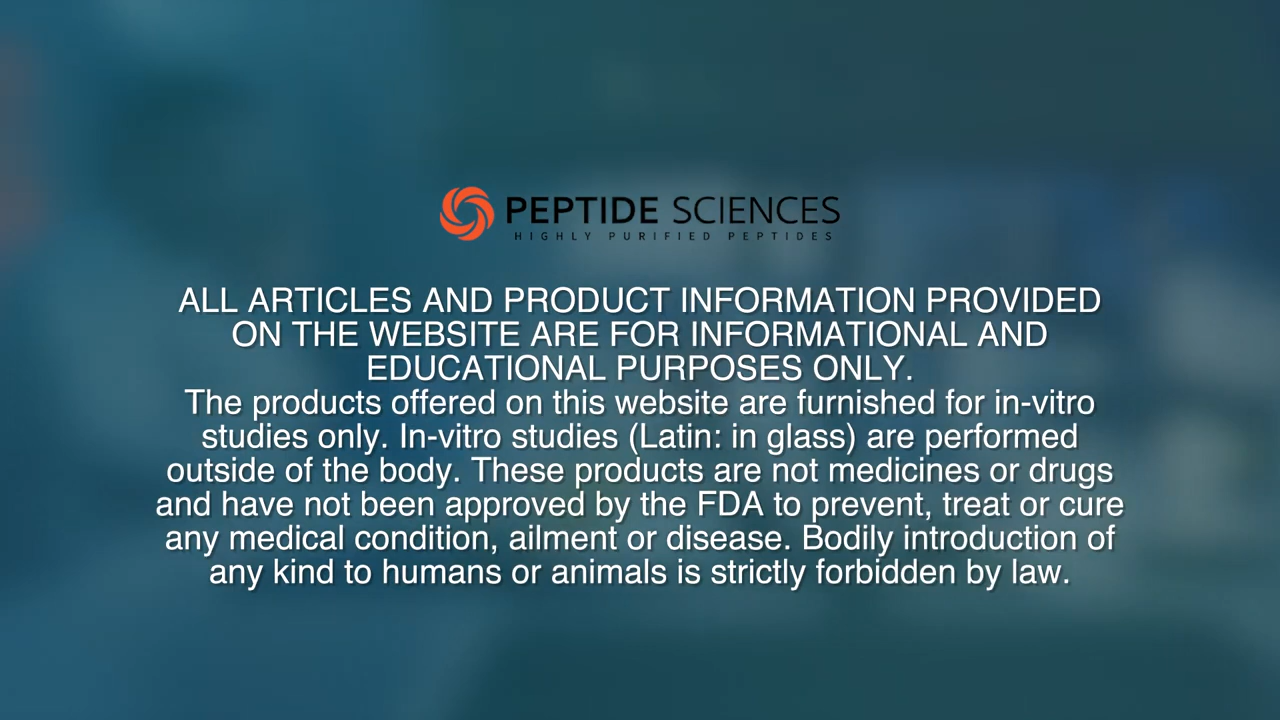 PEPTIDE SCIENCES
HIGHLY PURIFIED PEPTIDES
ALL ARTICLES AND PRODUCT INFORMATION PROVIDED
ON THE WEBSITE ARE FOR INFORMATIONAL AND
EDUCATIONAL PURPOSES ONLY.
The products offered on this website are furnished for in-vitro
studies only. In-vitro studies (Latin: in glass) are performed
outside of the body. These products are not medicines or drugs
and have not been approved by the FDA to prevent, treat or cure
any medical condition, ailment or disease. Bodily introduction of
any kind to humans or animals is strictly forbidden by law.